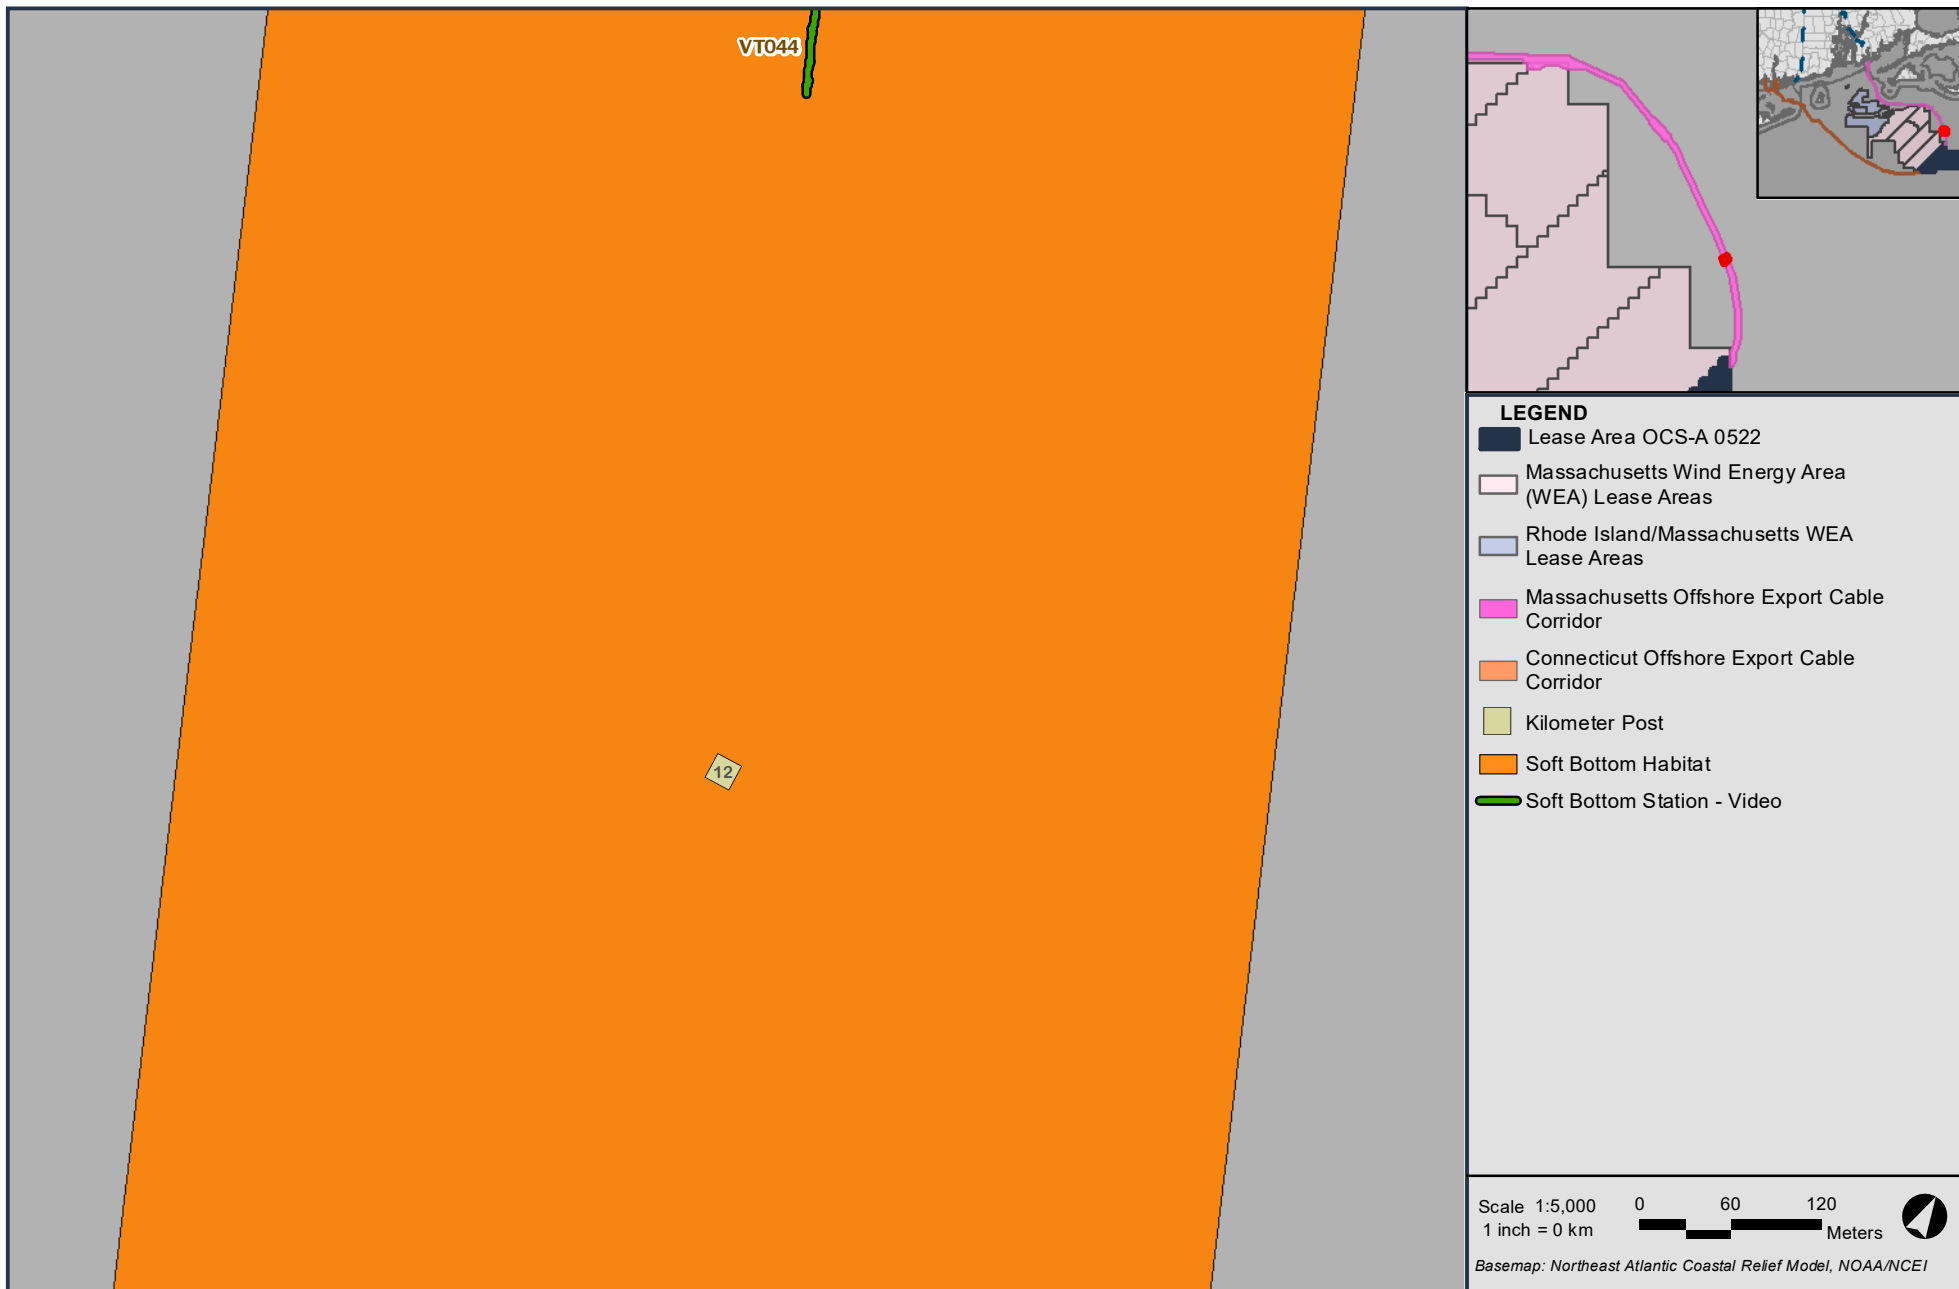 VT044
12
LEGEND
Lease Area OCS-A 0522
Massachusetts Wind Energy Area
(WEA) Lease Areas
Rhode Island/Massachusetts WEA
Lease Areas
Massachusetts Offshore Export Cable
Corridor
Connecticut Offshore Export Cable
Corridor
Kilometer Post
Soft Bottom Habitat
Soft Bottom Station - Video
Scale 1:5,000
1 inch = 0 km
0 60 120
Meters
Basemap: Northeast Atlantic Coastal Relief Model, NOAA/NCEI